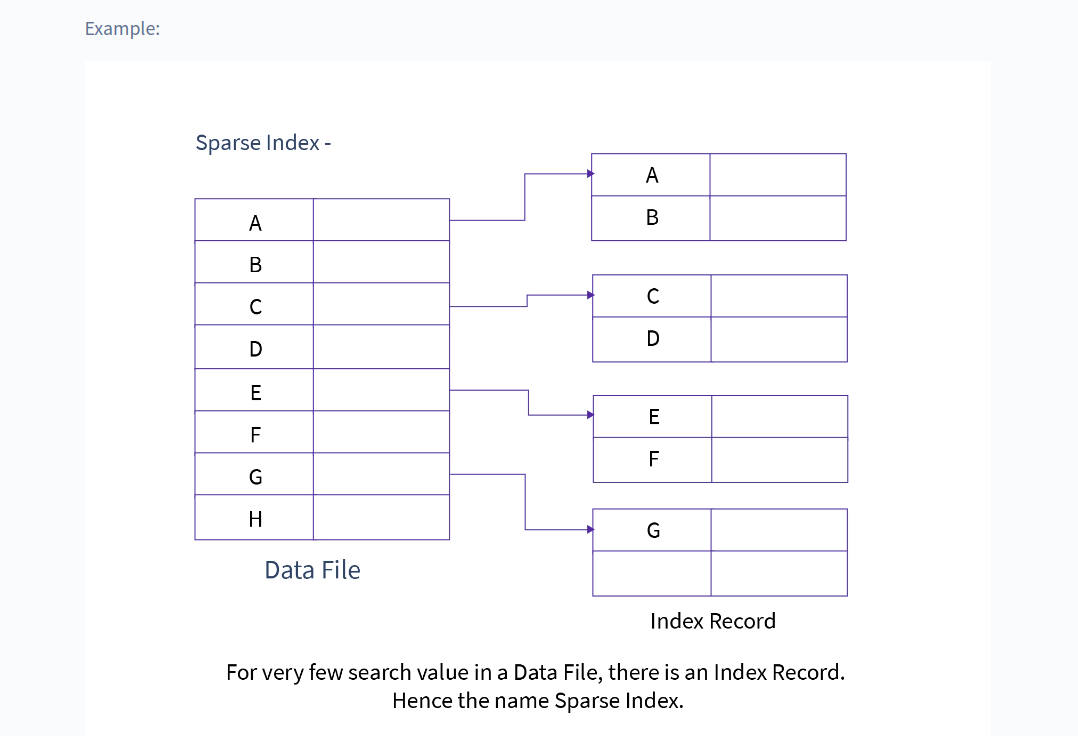 Example:
Sparse Index -
A
B
C
D
E
F
G
H
Data File
A
B
C
D
E
F
G
Index Record
For very few search value in a Data File, there is an Index Record.
Hence the name Sparse Index.